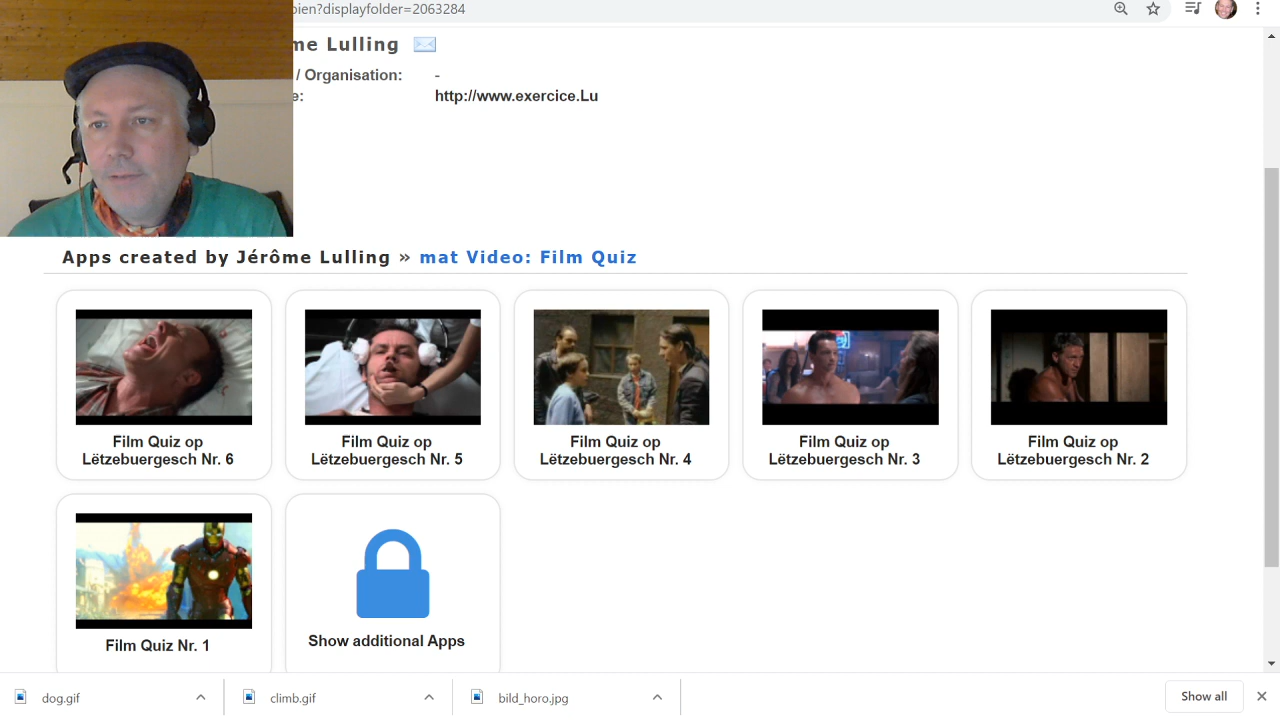 bien?displayfolder=2063284
me Lulling
/ Organisation: -
e: http://www.exercice.Lu
Apps created by Jérôme Lulling » mat Video: Film Quiz
Film Quiz op
Lëtzebuergesch Nr. 6
Film Quiz op
Lëtzebuergesch Nr. 5
Film Quiz op
Lëtzebuergesch Nr. 4
Film Quiz op
Lëtzebuergesch Nr. 3
Film Quiz op
Lëtzebuergesch Nr. 2
Film Quiz Nr. 1
Show additional Apps
dog.gif
climb.gif
bild_horo.jpg
Show all